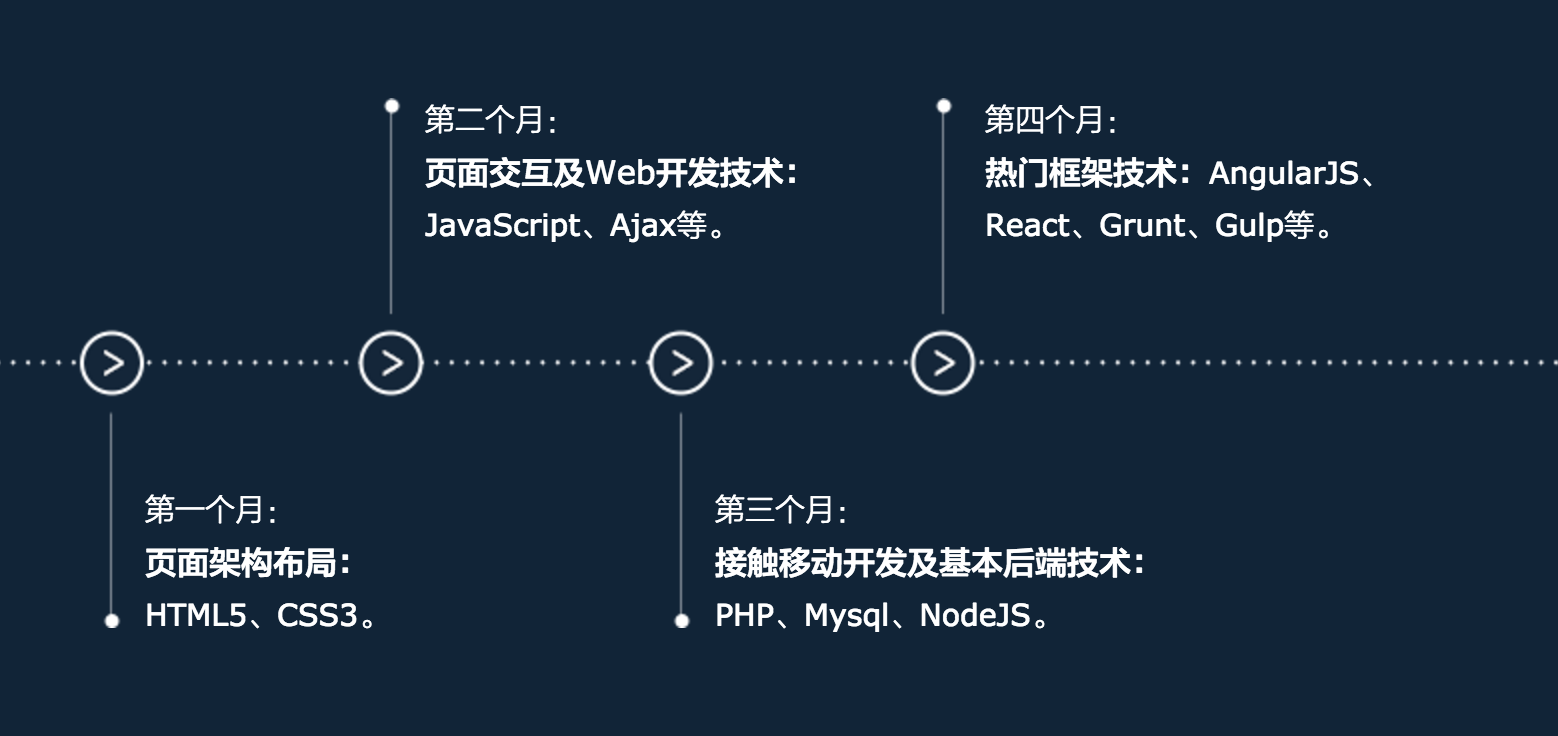 第二个月：
页面交互及Web开发技术：
JavaScript、Ajax等。
第四个月：
热门框架技术：AngularJS、
React、Grunt、Gulp等。
第一个月：
页面架构布局：
HTML5、CSS3。
第三个月：
接触移动开发及基本后端技术：
PHP、Mysql、NodeJS。